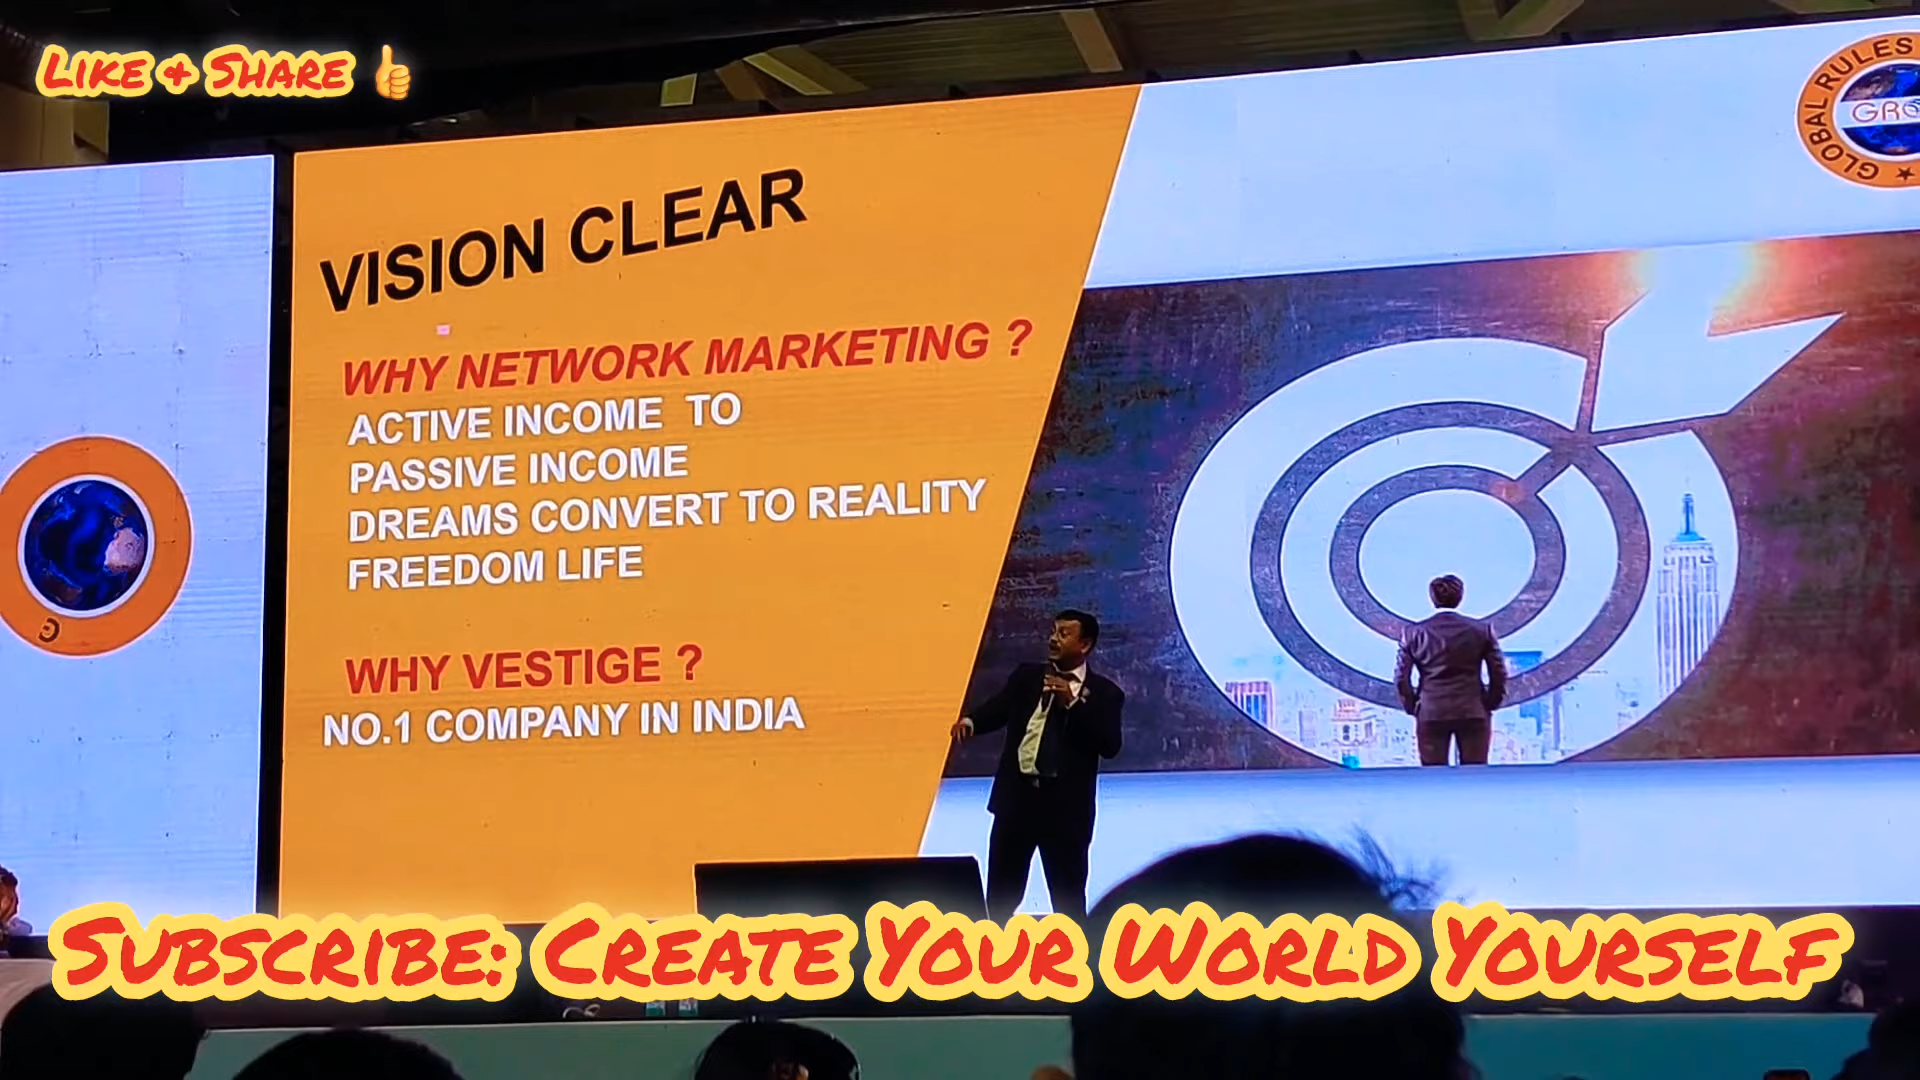 LIKE & SHARE 👍
GLOBAL RULES
VISION CLEAR
WHY NETWORK MARKETING ?
ACTIVE INCOME TO
PASSIVE INCOME
DREAMS CONVERT TO REALITY
FREEDOM LIFE
WHY VESTIGE ?
NO.1 COMPANY IN INDIA
SUBSCRIBE: CREATE YOUR WORLD YOURSELF